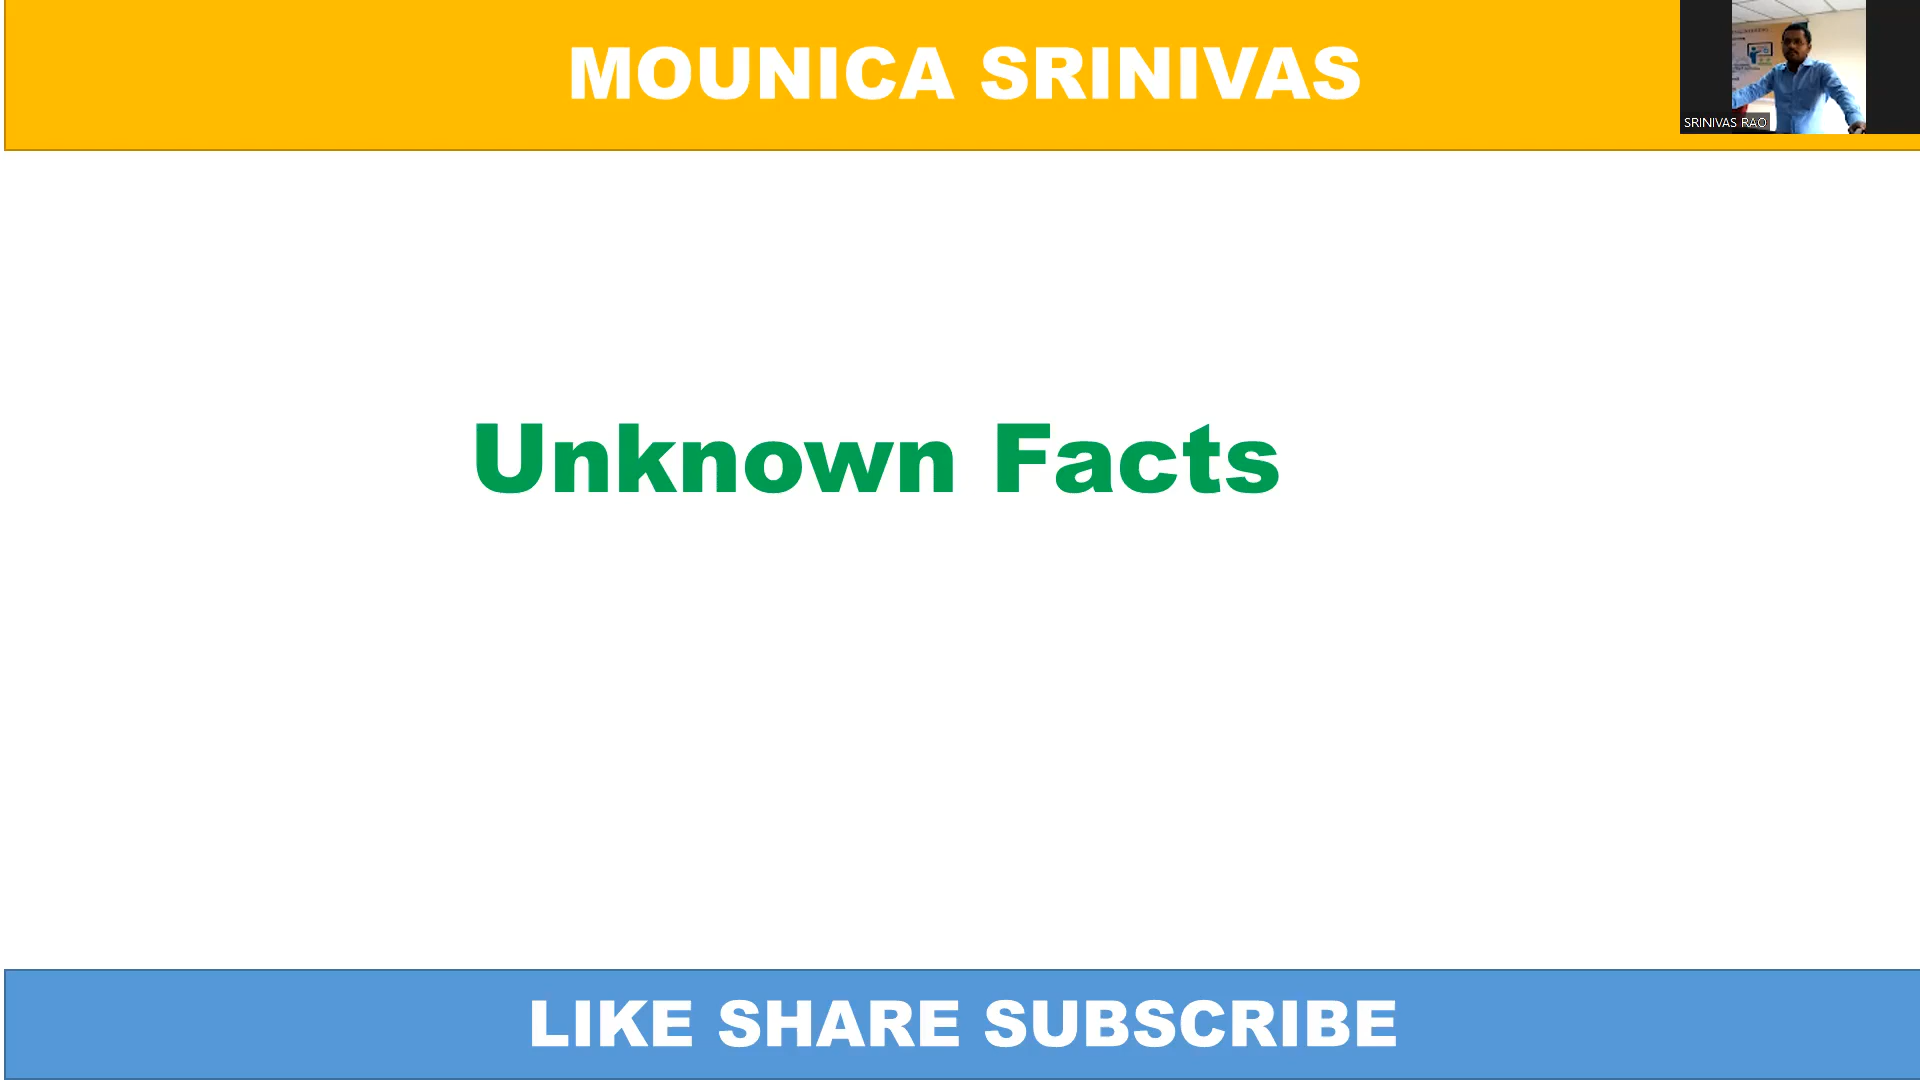 MOUNICA SRINIVAS
SRINIVAS RAO
Unknown Facts
LIKE SHARE SUBSCRIBE